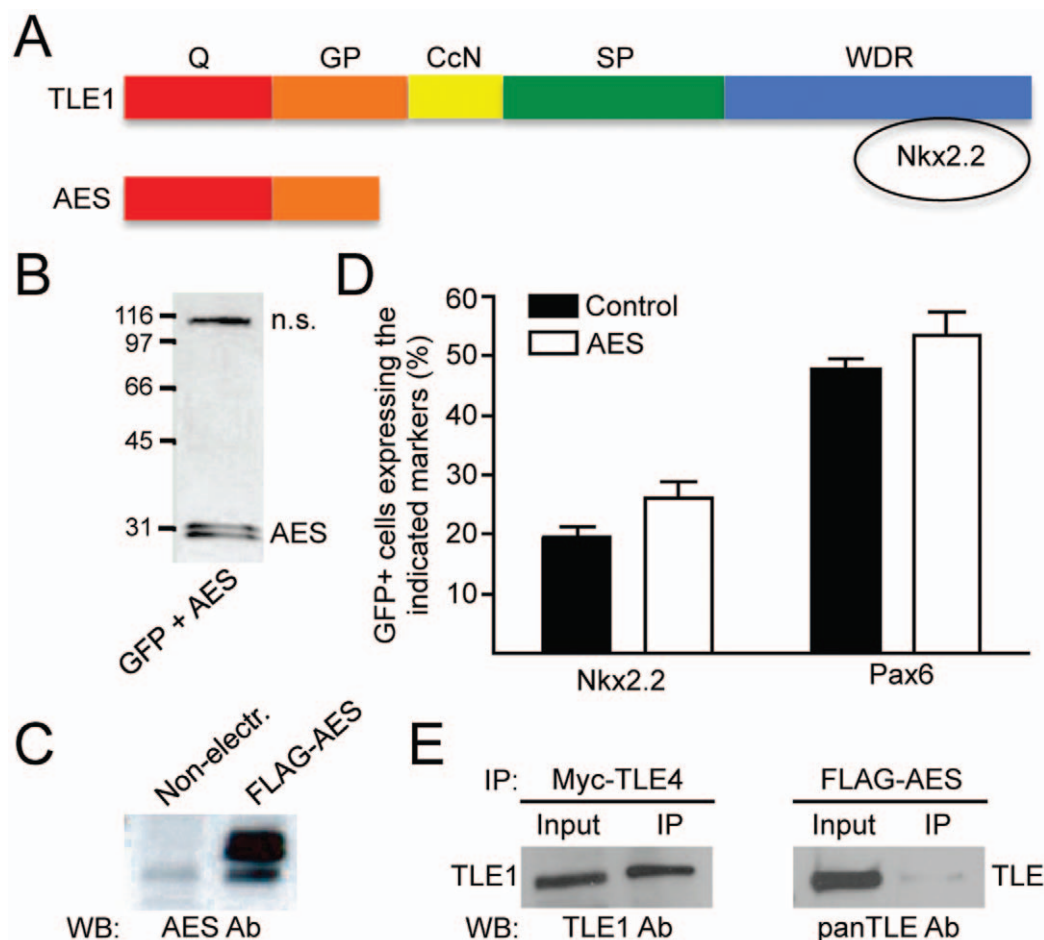 A
Q GP CcN SP WDR
TLE1
Nkx2.2
AES
B
116
97
66
45
31
n.s.
AES
GFP + AES
D
GFP+ cells expressing the
indicated markers (%)
60
50
40
30
20
10
Control
AES
Nkx2.2 Pax6
C
Non-electr. FLAG-AES
WB: AES Ab
E
IP: Myc-TLE4 FLAG-AES
Input IP Input IP
TLE1 TLE
WB: TLE1 Ab panTLE Ab